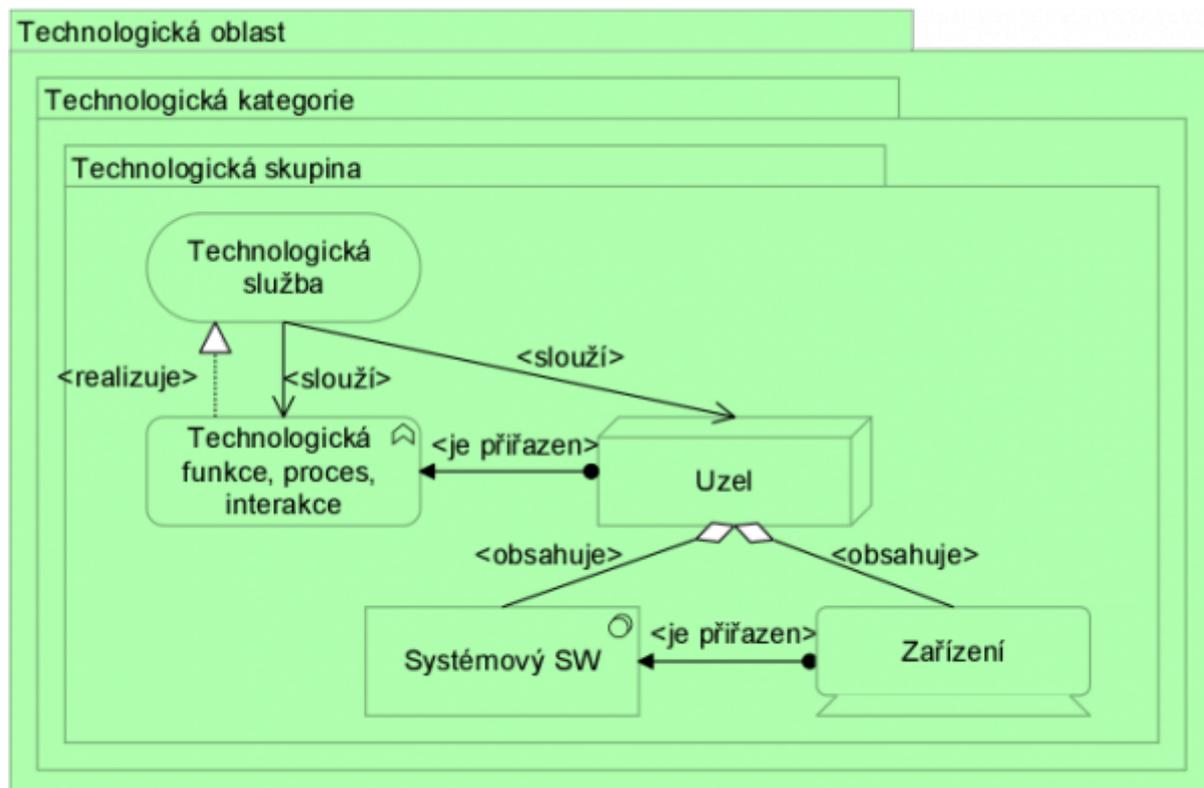 Technologická oblast
Technologická kategorie
Technologická skupina
Technologická
služba
<slouží>
<realizuje>
<slouží>
Technologická
funkce, proces,
interakce
<je přiřazen>
Uzel
<obsahuje>
<obsahuje>
Systémový SW
<je přiřazen>
Zařízení